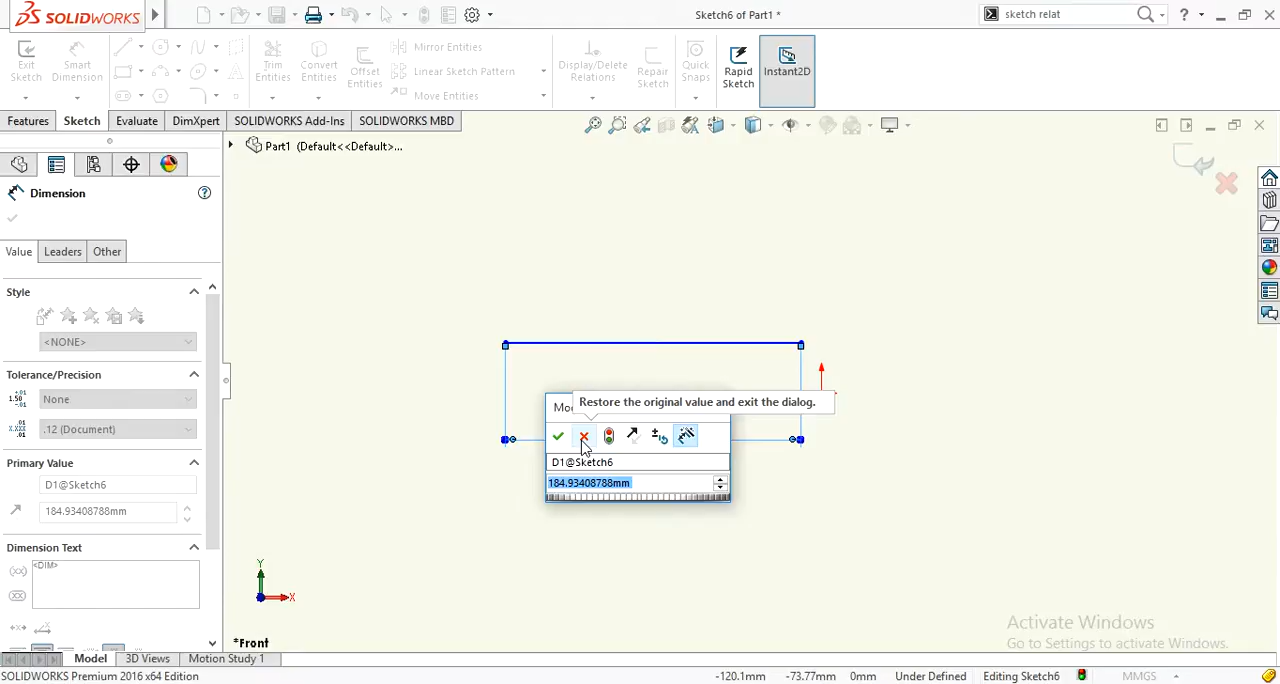 SOLIDWORKS
Sketch6 of Part1 *
sketch relat
?
Exit Sketch
Smart Dimension
Trim Entities
Convert Entities
Offset Entities
Mirror Entities
Linear Sketch Pattern
Move Entities
Display/Delete Relations
Repair Sketch
Quick Snaps
Rapid Sketch
Instant2D
Features Sketch Evaluate DimXpert SOLIDWORKS Add-Ins SOLIDWORKS MBD
Part1 (Default<<Default>...
Dimension
Value Leaders Other
Style
<NONE>
Tolerance/Precision
None
.12 (Document)
Primary Value
D1@Sketch6
184.93408788mm
Dimension Text
<DIM>
Restore the original value and exit the dialog.
D1@Sketch6
184.93408788mm
Y
X
*Front
Activate Windows
Go to Settings to activate Windows.
Model 3D Views Motion Study 1
SOLIDWORKS Premium 2016 x64 Edition -120.1mm -73.77mm 0mm Under Defined Editing Sketch6 MMGS